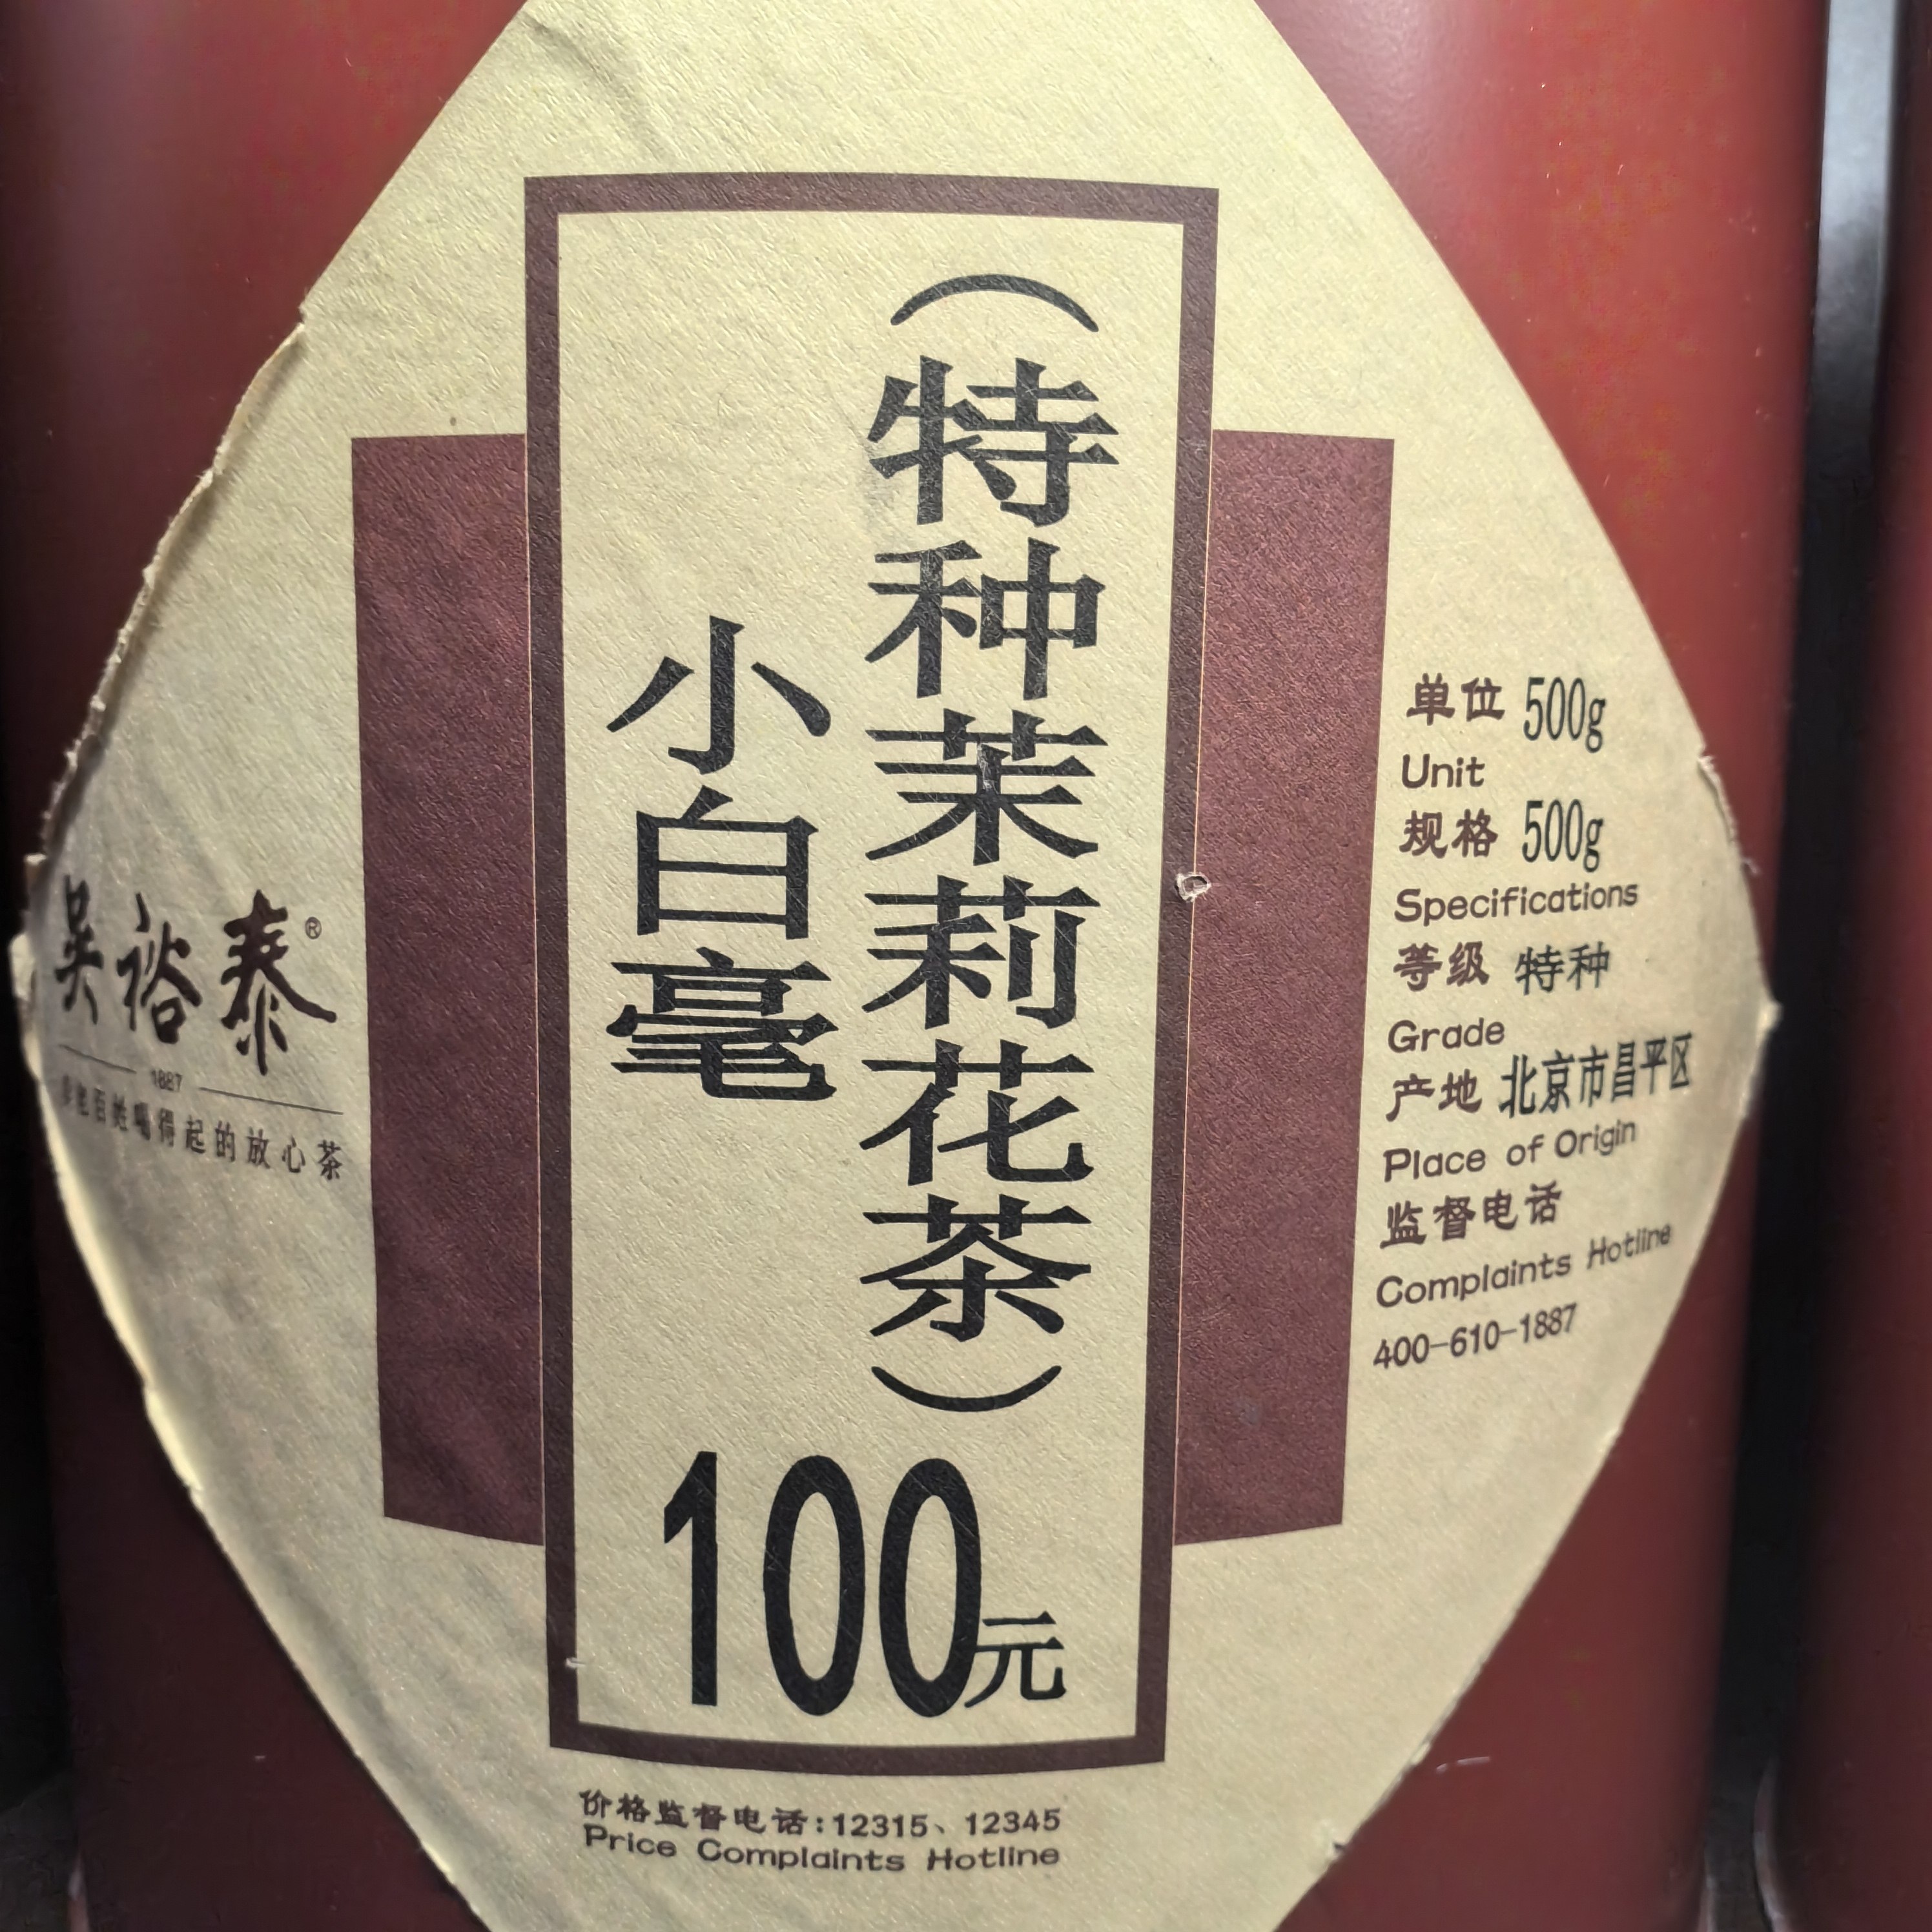 (特种茉莉花茶)
小白毫
100元
吴裕泰®
1887
百姓喝得起的放心茶
单位 500g
Unit
规格 500g
Specifications
等级 特种
Grade
产地 北京市昌平区
Place of Origin
监督电话
Complaints Hotline
400-610-1887
价格监督电话:12315、12345
Price Complaints Hotline